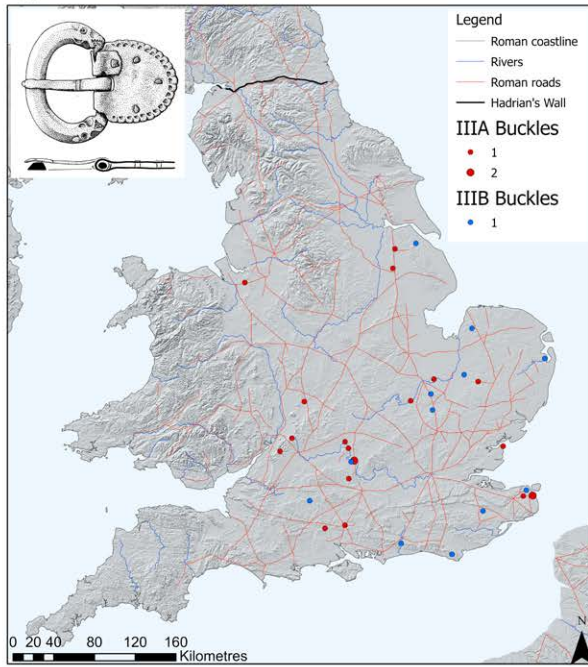 Legend
Roman coastline
Rivers
Roman roads
Hadrian's Wall
IIIA Buckles
1
2
IIIB Buckles
1
N
0 20 40 80 120 160
Kilometres